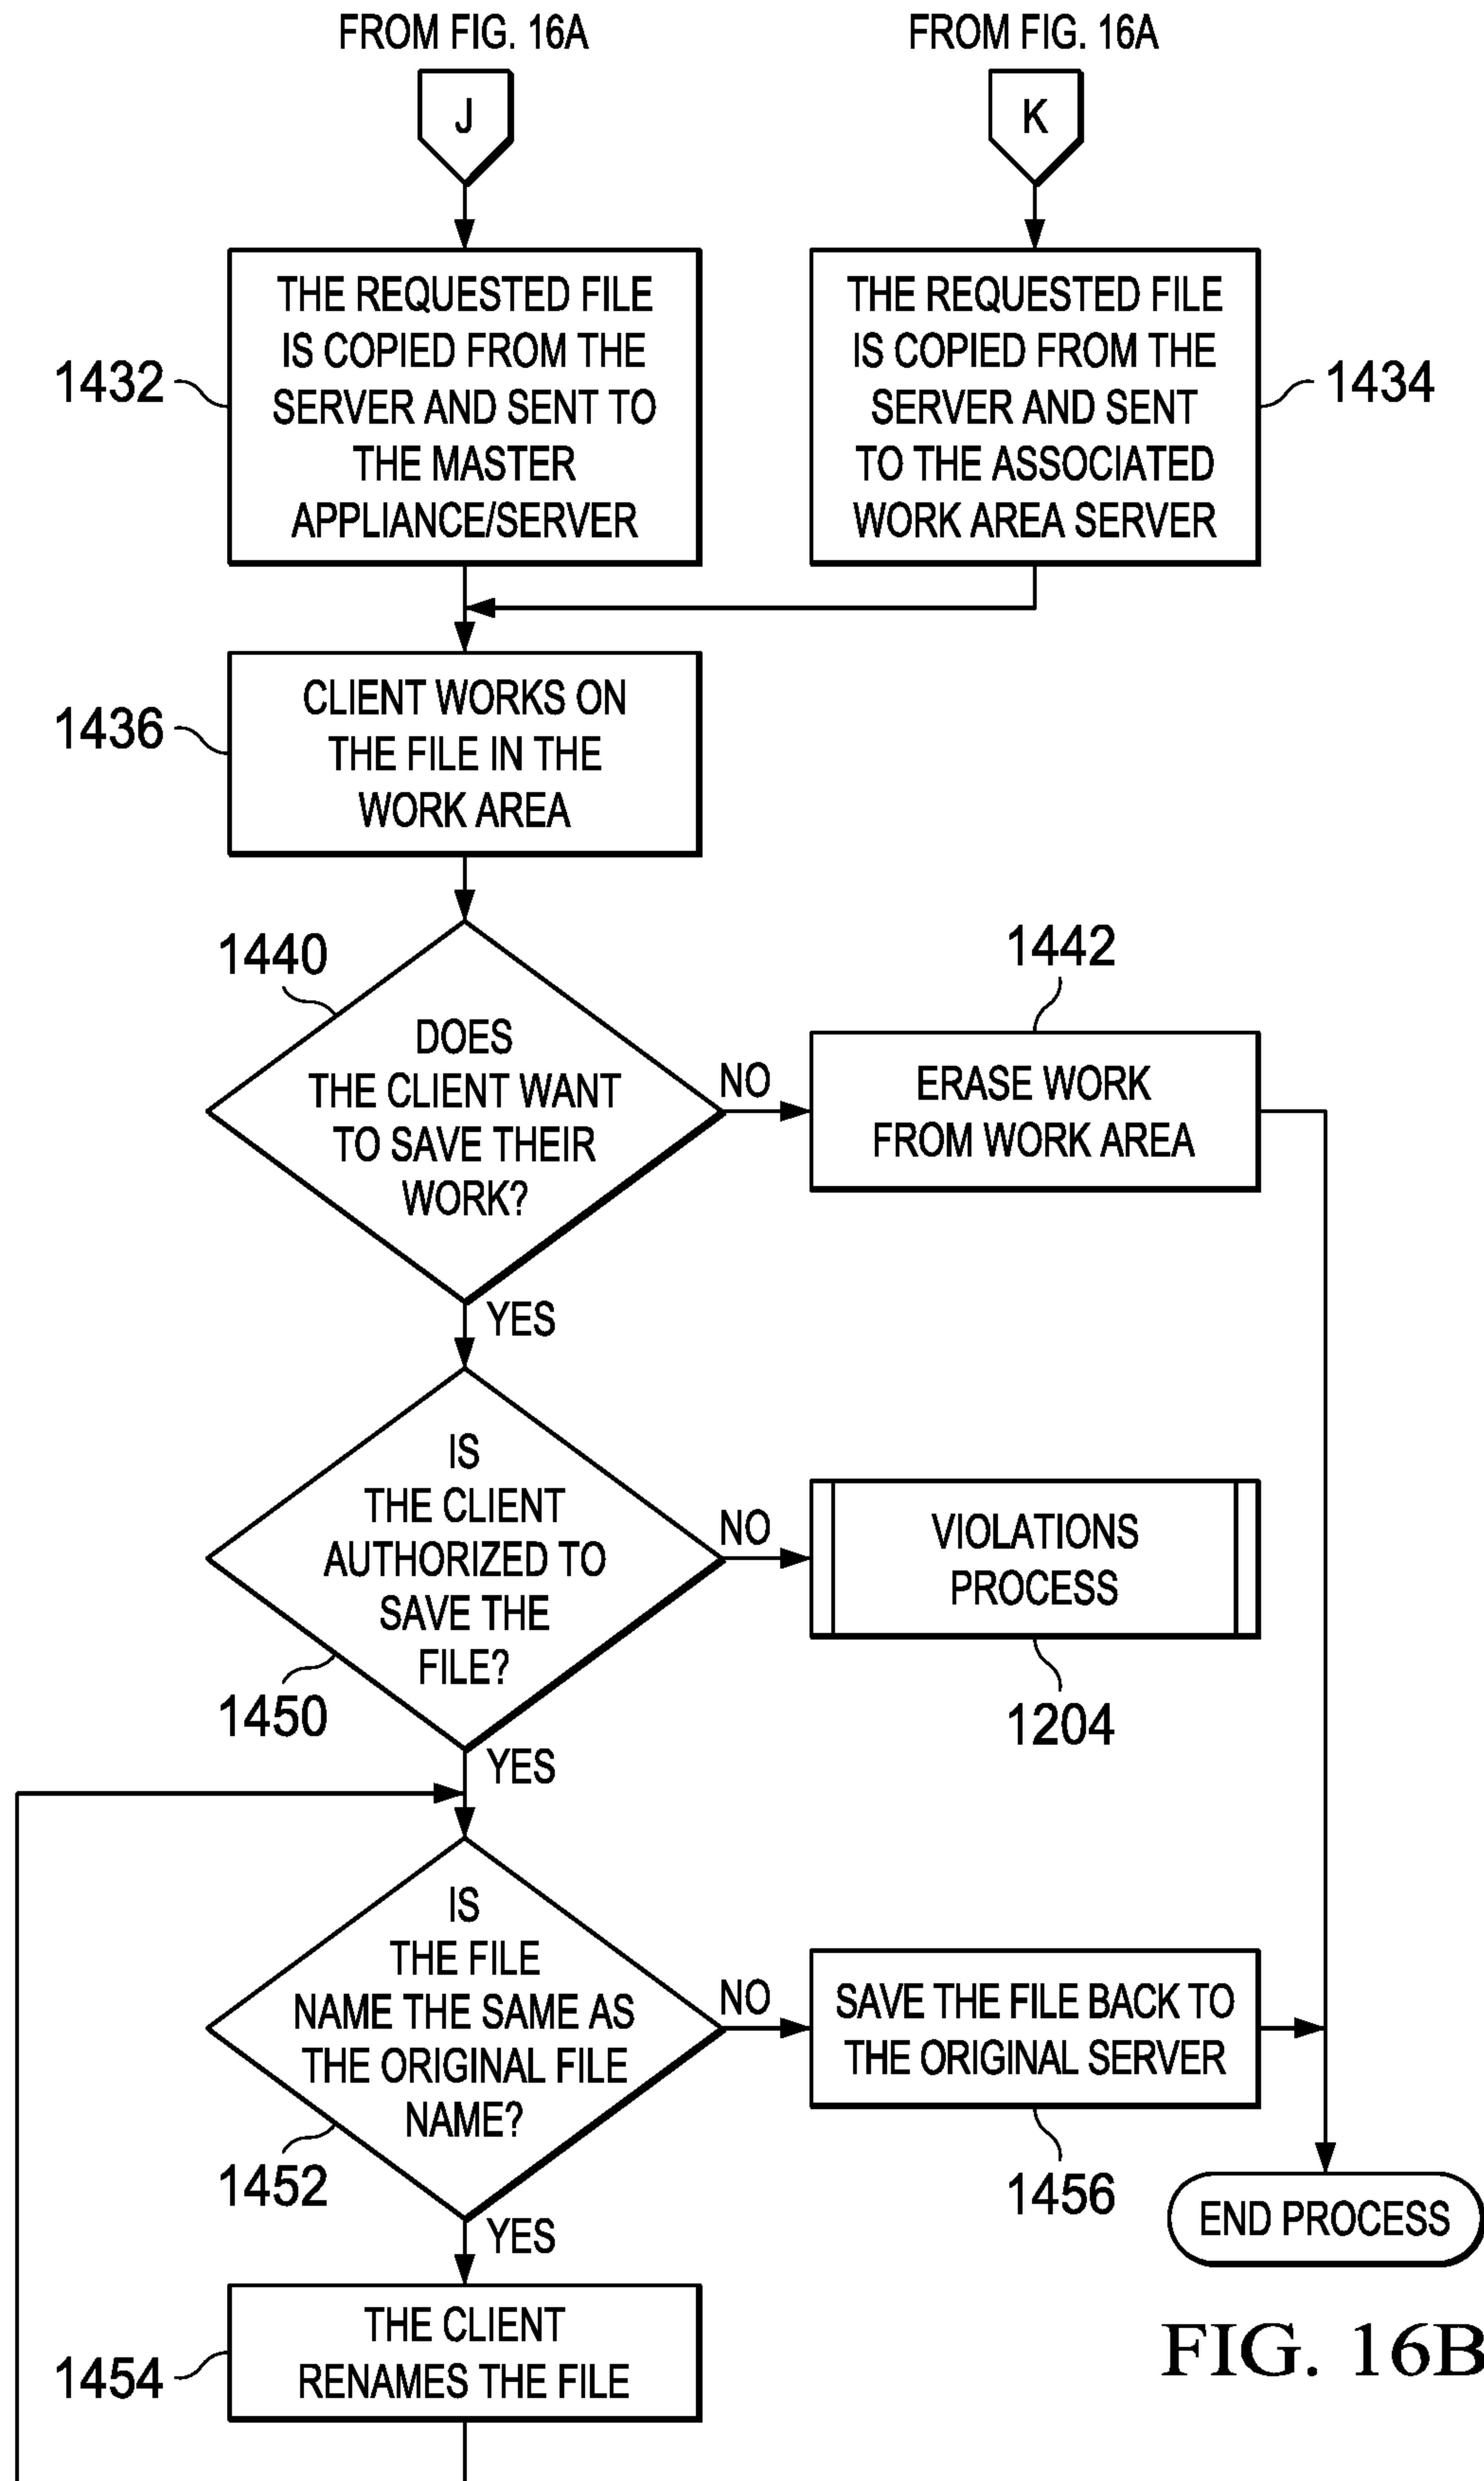 FROM FIG. 16A
FROM FIG. 16A
J
K
THE REQUESTED FILE
IS COPIED FROM THE
SERVER AND SENT TO
THE MASTER
APPLIANCE/SERVER
1432
THE REQUESTED FILE
IS COPIED FROM THE
SERVER AND SENT
TO THE ASSOCIATED
WORK AREA SERVER
1434
CLIENT WORKS ON
THE FILE IN THE
WORK AREA
1436
1440
DOES
THE CLIENT WANT
TO SAVE THEIR
WORK?
NO
1442
ERASE WORK
FROM WORK AREA
YES
IS
THE CLIENT
AUTHORIZED TO
SAVE THE
FILE?
1450
NO
VIOLATIONS
PROCESS
1204
YES
IS
THE FILE
NAME THE SAME AS
THE ORIGINAL FILE
NAME?
1452
NO
SAVE THE FILE BACK TO
THE ORIGINAL SERVER
1456
END PROCESS
YES
THE CLIENT
RENAMES THE FILE
1454
FIG. 16B